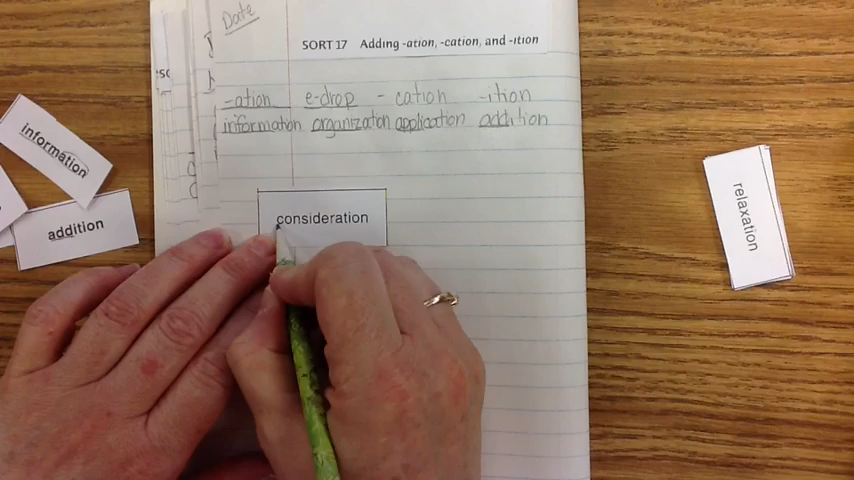 Date
SORT 17 Adding -ation, -cation, and -ition
-ation e-drop - cation -ition
information organization application addition
information
addition
consideration
relaxation